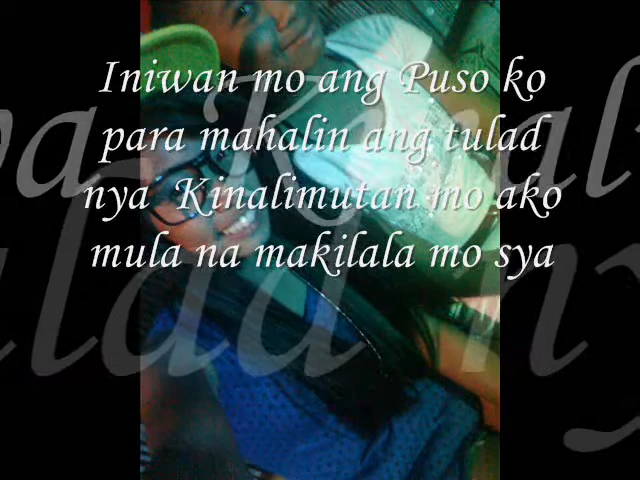 Iniwan mo ang Puso ko
para mahalin ang tulad
nya Kinalimutan mo ako
mula na makilala mo sya